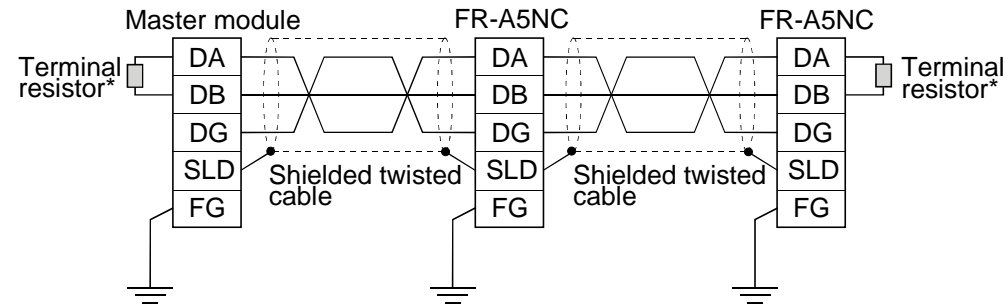 Master module
FR-A5NC
FR-A5NC
Terminal
resistor*
DA
DB
DG
SLD
FG
Shielded twisted
cable
DA
DB
DG
SLD
FG
Shielded twisted
cable
DA
DB
DG
SLD
FG
Terminal
resistor*